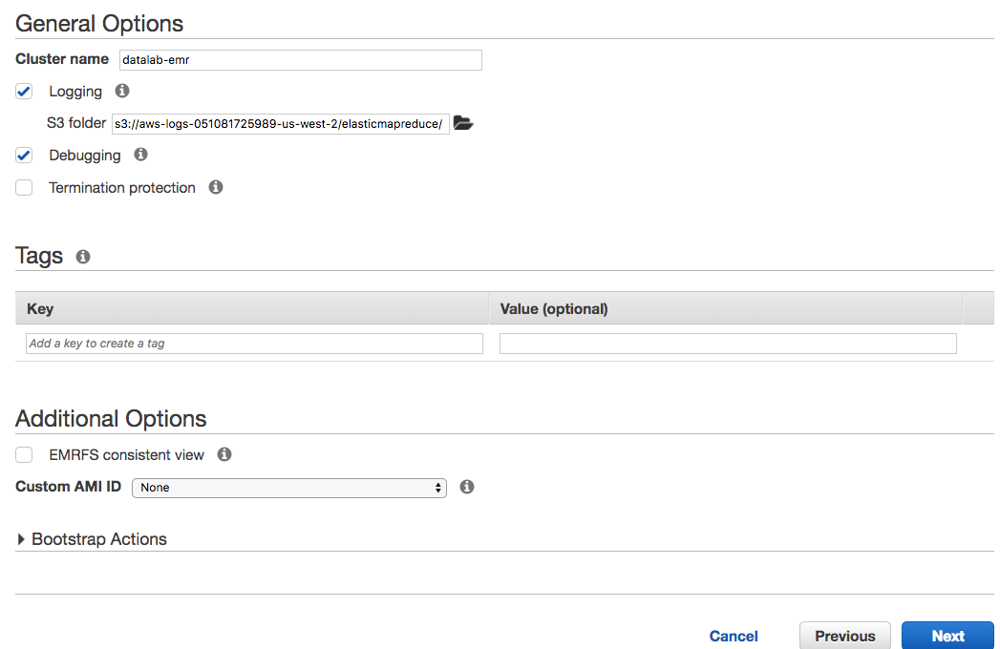 General Options
Cluster name datalab-emr
Logging
S3 folder s3://aws-logs-051081725989-us-west-2/elasticmapreduce/
Debugging
Termination protection
Tags
Key Value (optional)
Add a key to create a tag
Additional Options
EMRFS consistent view
Custom AMI ID None
Bootstrap Actions
Cancel Previous Next